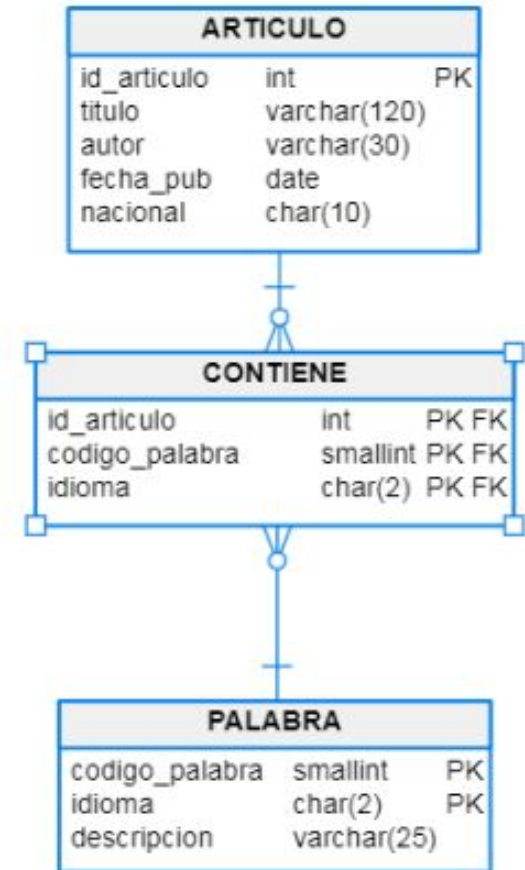 ARTICULO
id_articulo int PK
titulo varchar(120)
autor varchar(30)
fecha_pub date
nacional char(10)
CONTIENE
id_articulo int PK FK
codigo_palabra smallint PK FK
idioma char(2) PK FK
PALABRA
codigo_palabra smallint PK
idioma char(2) PK
descripcion varchar(25)